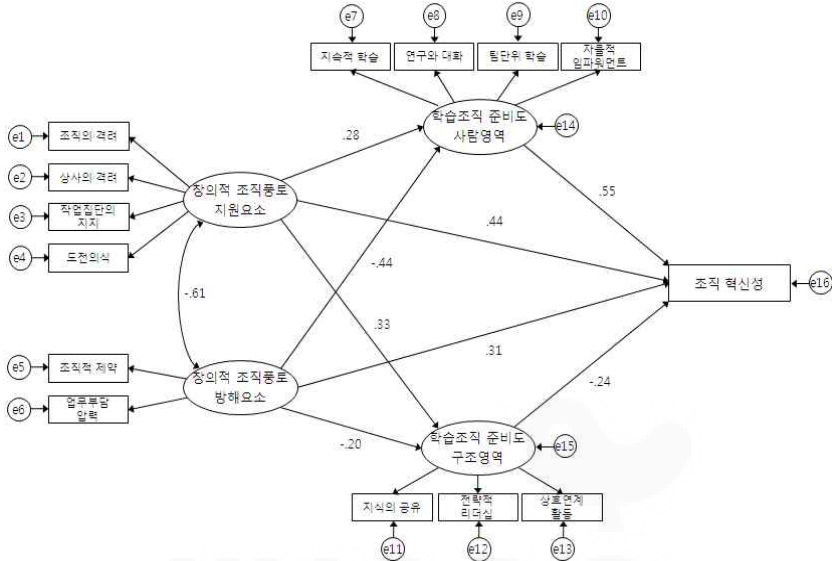 e7
e8
e9
e10
지속적 학습
연구와 대화
팀단위 학습
자율적
임파워먼트
e1
조직의 격려
e2
상사의 격려
e3
작업집단의
지지
e4
도전의식
창의적 조직풍토
지원요소
학습조직 준비도
사람영역
e14
.28
.55
.44
-.44
-.61
.33
.31
-.24
-.20
조직 혁신성
e16
e5
조직적 제약
e6
업무부담
압력
창의적 조직풍토
방해요소
학습조직 준비도
구조영역
e15
지식의 공유
전략적
리더십
상호연계
활동
e11
e12
e13